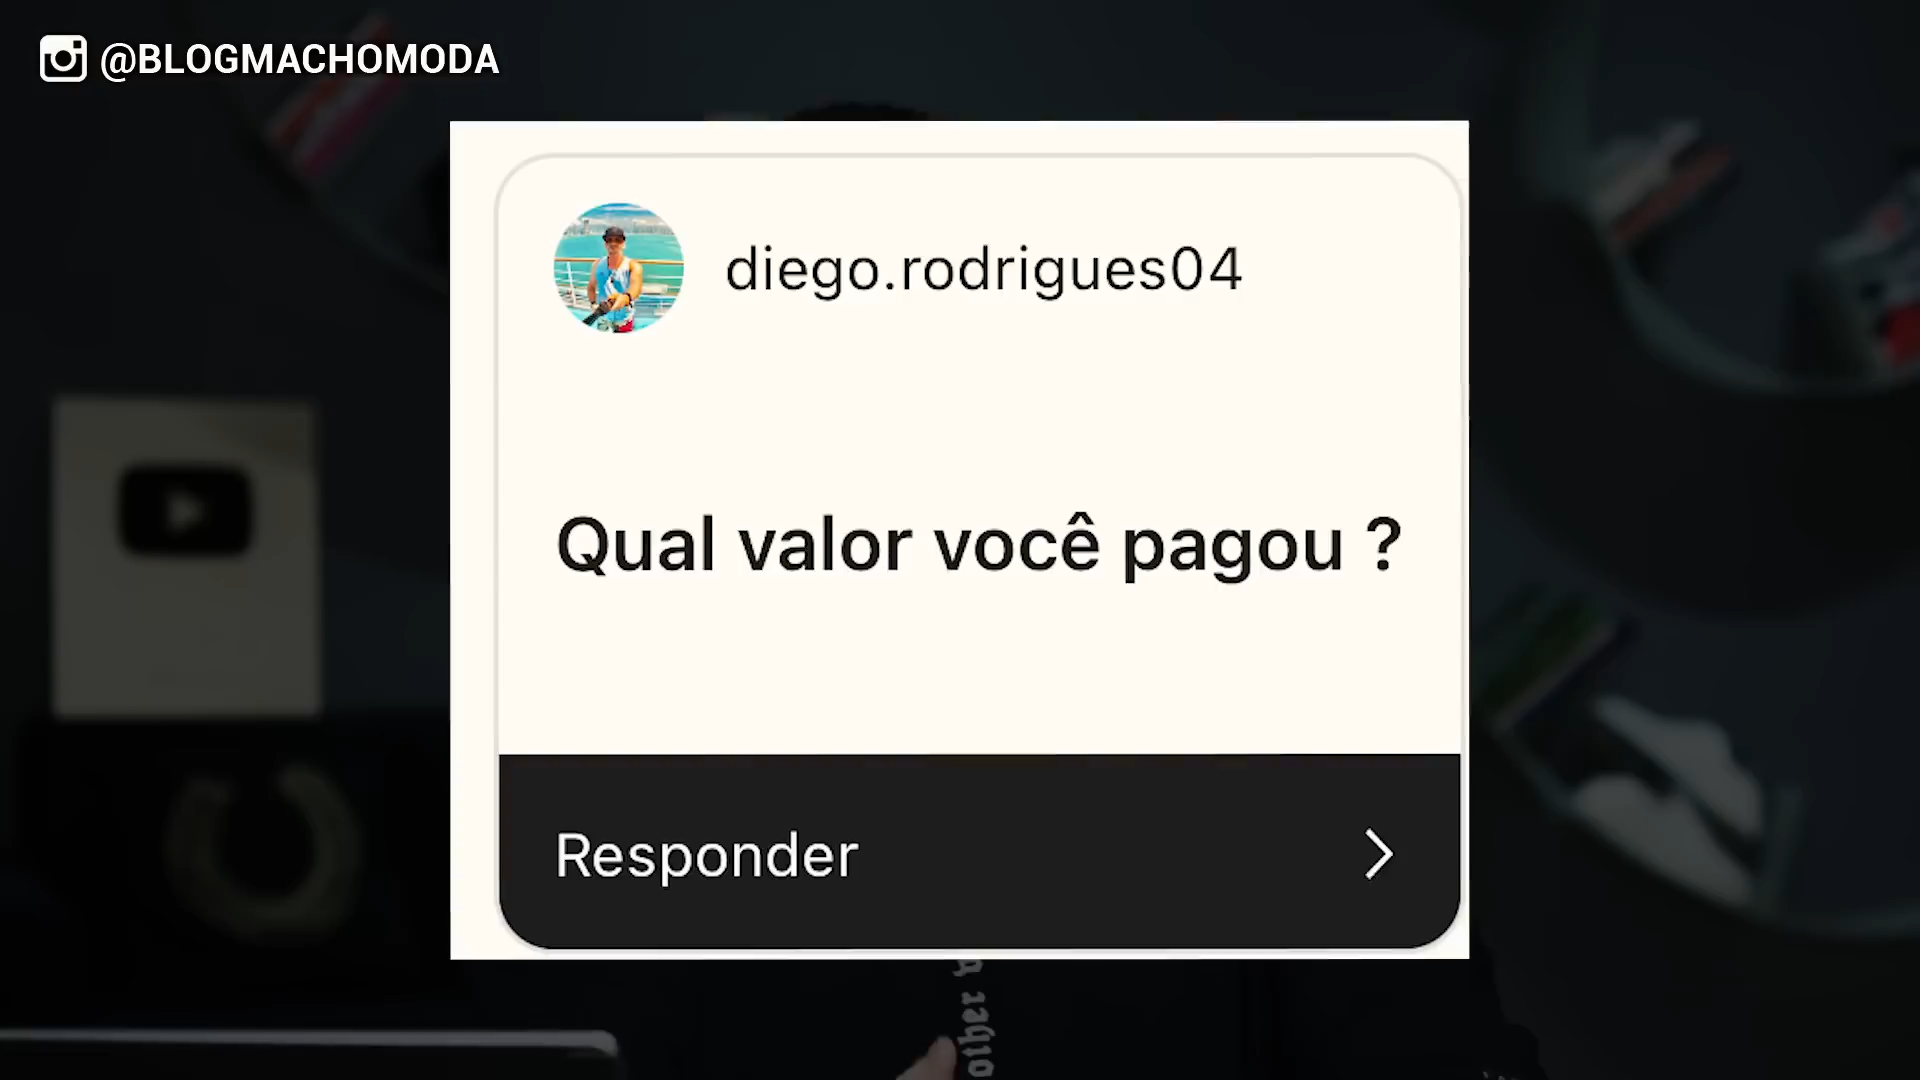 @BLOGMACHOMODA
diego.rodrigues04
Qual valor você pagou ?
Responder